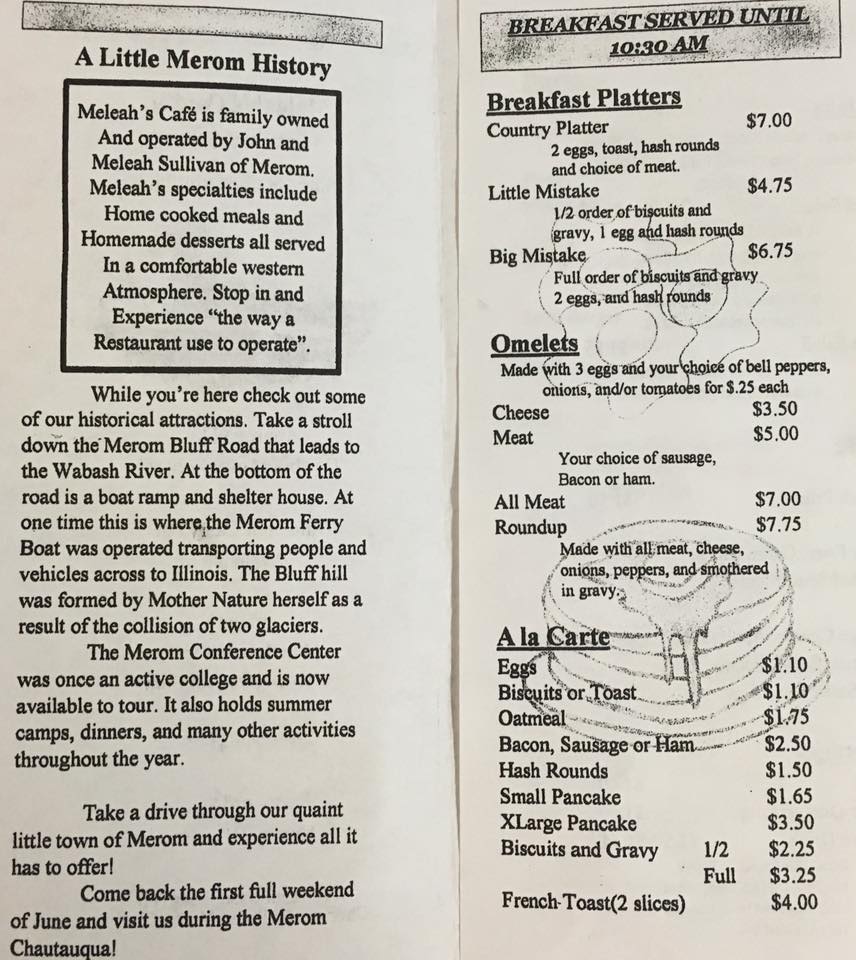 A Little Merom History
Meleah's Café is family owned
And operated by John and
Meleah Sullivan of Merom.
Meleah's specialties include
Home cooked meals and
Homemade desserts all served
In a comfortable western
Atmosphere. Stop in and
Experience "the way a
Restaurant use to operate".
While you're here check out some
of our historical attractions. Take a stroll
down the Merom Bluff Road that leads to
the Wabash River. At the bottom of the
road is a boat ramp and shelter house. At
one time this is where the Merom Ferry
Boat was operated transporting people and
vehicles across to Illinois. The Bluff hill
was formed by Mother Nature herself as a
result of the collision of two glaciers.
The Merom Conference Center
was once an active college and is now
available to tour. It also holds summer
camps, dinners, and many other activities
throughout the year.
Take a drive through our quaint
little town of Merom and experience all it
has to offer!
Come back the first full weekend
of June and visit us during the Merom
Chautauqua!
BREAKFAST SERVED UNTIL
10:30 AM
Breakfast Platters
Country Platter $7.00
2 eggs, toast, hash rounds
and choice of meat.
Little Mistake $4.75
1/2 order of biscuits and
gravy, 1 egg and hash rounds
Big Mistake $6.75
Full order of biscuits and gravy
2 eggs, and hash rounds
Omelets
Made with 3 eggs and your choice of bell peppers,
onions, and/or tomatoes for $.25 each
Cheese $3.50
Meat $5.00
Your choice of sausage,
Bacon or ham.
All Meat $7.00
Roundup $7.75
Made with all meat, cheese,
onions, peppers, and smothered
in gravy.
A la Carte
Eggs $1.10
Biscuits or Toast $1.10
Oatmeal $1.75
Bacon, Sausage or Ham $2.50
Hash Rounds $1.50
Small Pancake $1.65
XLarge Pancake $3.50
Biscuits and Gravy 1/2 $2.25
Full $3.25
French Toast(2 slices) $4.00